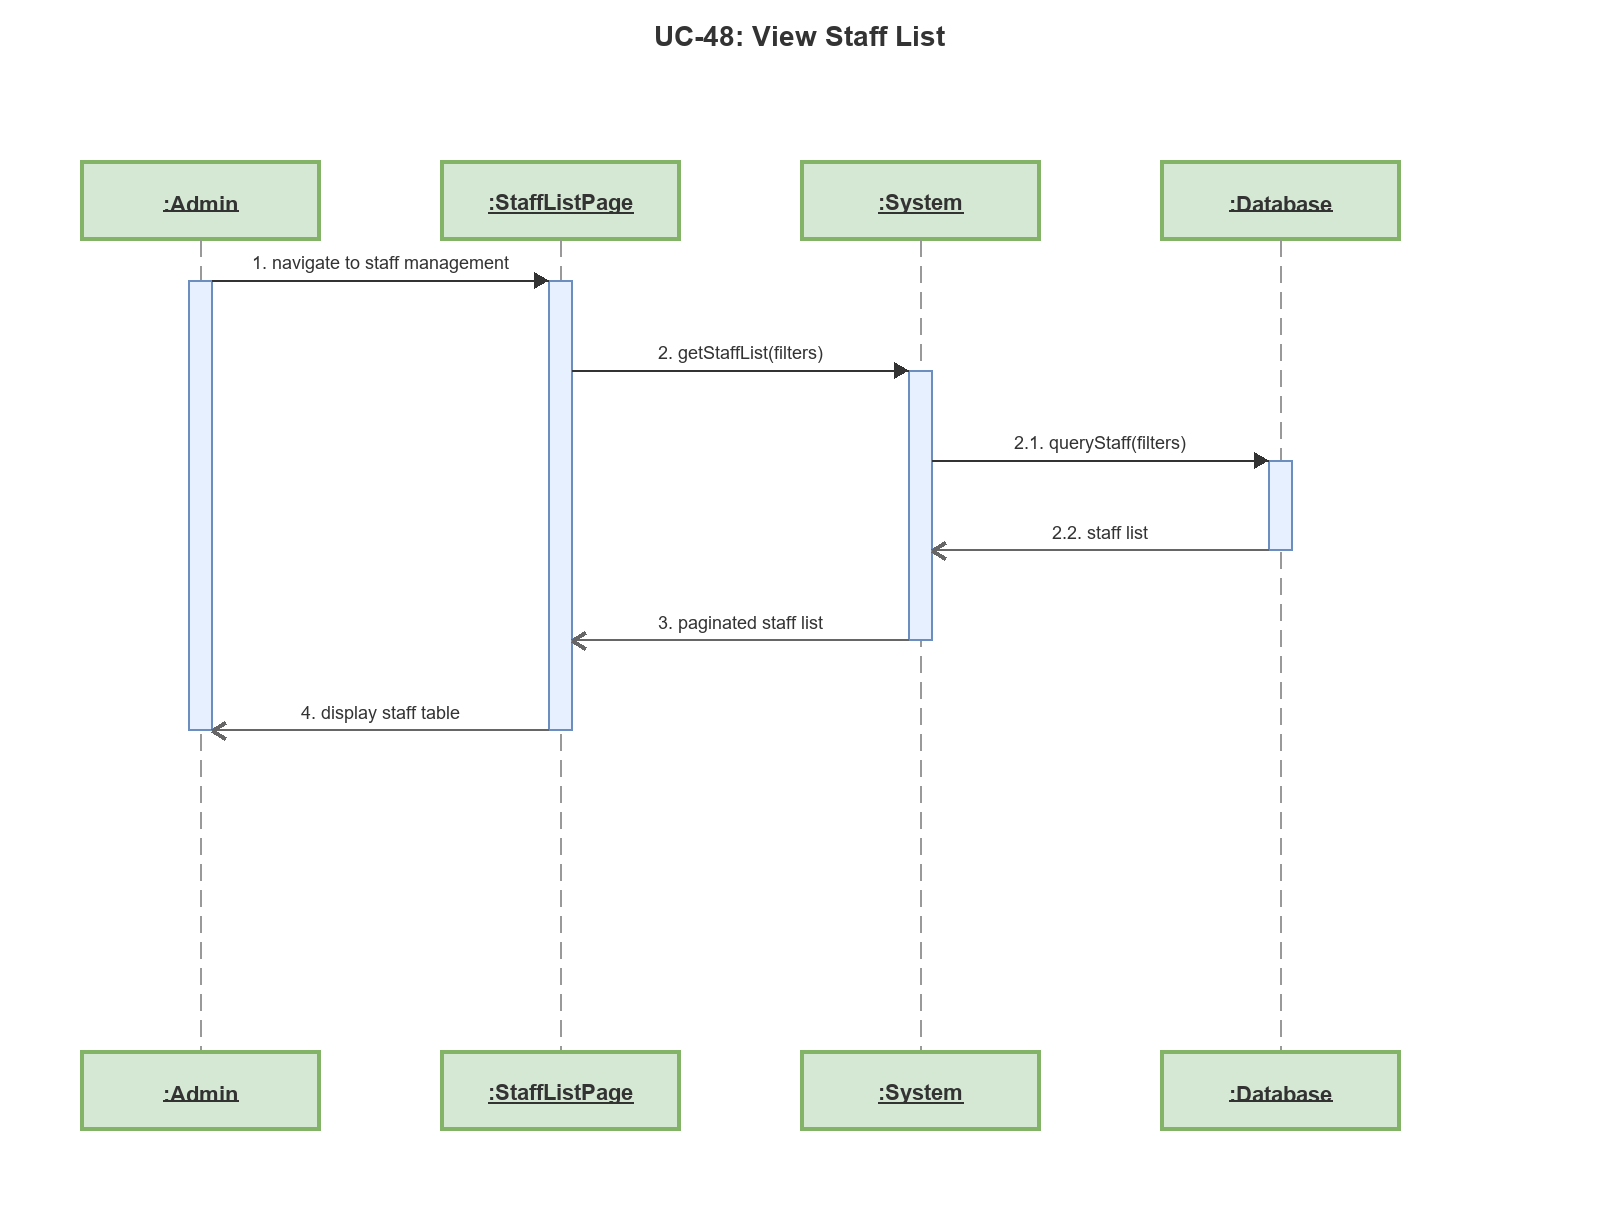 UC-48: View Staff List
:Admin
:StaffListPage
:System
:Database
1. navigate to staff management
2. getStaffList(filters)
2.1. queryStaff(filters)
2.2. staff list
3. paginated staff list
4. display staff table
:Admin
:StaffListPage
:System
:Database